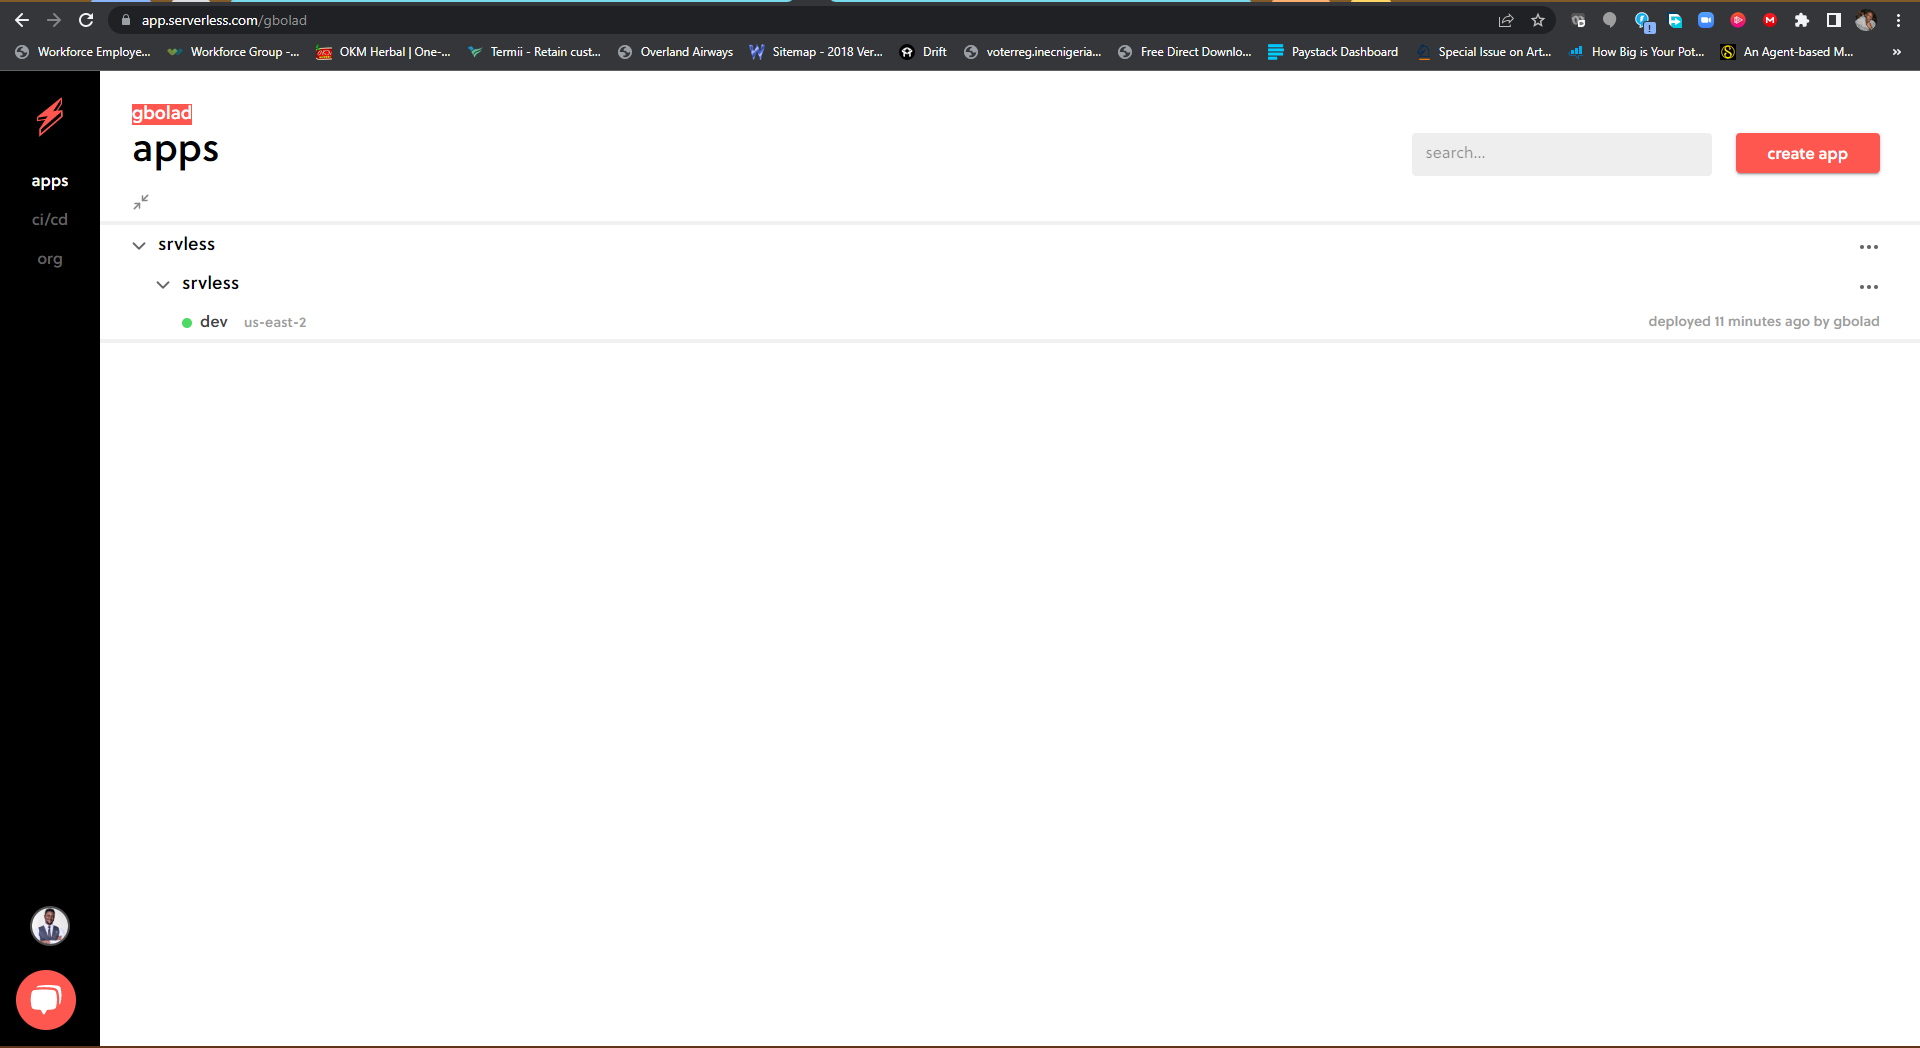 app.serverless.com/gbolad
Workforce Employe...
Workforce Group -...
OKM Herbal | One-...
Termii - Retain cust...
Overland Airways
Sitemap - 2018 Ver...
Drift
voterreg.inecnigeria...
Free Direct Downlo...
Paystack Dashboard
Special Issue on Art...
How Big is Your Pot...
An Agent-based M...
»
gbolad
apps
search...
create app
apps
ci/cd
org
srvless
srvless
dev us-east-2 deployed 11 minutes ago by gbolad